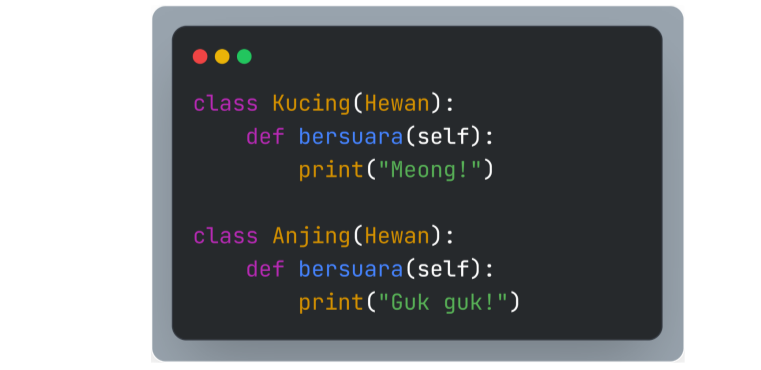 class Kucing(Hewan):
    def bersuara(self):
        print("Meong!")

class Anjing(Hewan):
    def bersuara(self):
        print("Guk guk!")